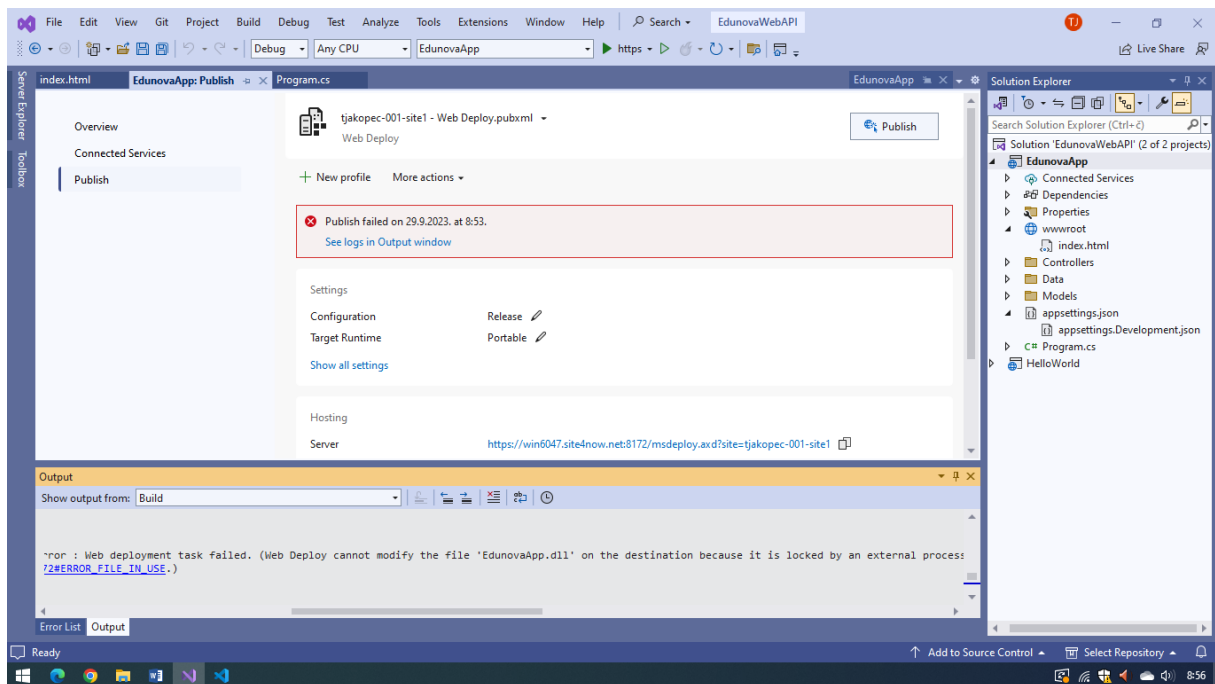 File Edit View Git Project Build Debug Test Analyze Tools Extensions Window Help Search EdunovaWebAPI TJ
Debug Any CPU EdunovaApp https Live Share
Server Explorer
Toolbox
index.html EdunovaApp: Publish Program.cs EdunovaApp
Overview
Connected Services
Publish
tjakopec-001-site1 - Web Deploy.pubxml
Web Deploy
Publish
New profile More actions
Publish failed on 29.9.2023. at 8:53.
See logs in Output window
Settings
Configuration Release
Target Runtime Portable
Show all settings
Hosting
Server https://win6047.site4now.net:8172/msdeploy.axd?site=tjakopec-001-site1
Solution Explorer
Search Solution Explorer (Ctrl+č)
Solution 'EdunovaWebAPI' (2 of 2 projects)
EdunovaApp
Connected Services
Dependencies
Properties
wwwroot
index.html
Controllers
Data
Models
appsettings.json
appsettings.Development.json
C# Program.cs
HelloWorld
Output
Show output from: Build
ror : Web deployment task failed. (Web Deploy cannot modify the file 'EdunovaApp.dll' on the destination because it is locked by an external process
72#ERROR_FILE_IN_USE.)
Error List Output
Ready Add to Source Control Select Repository
8:56